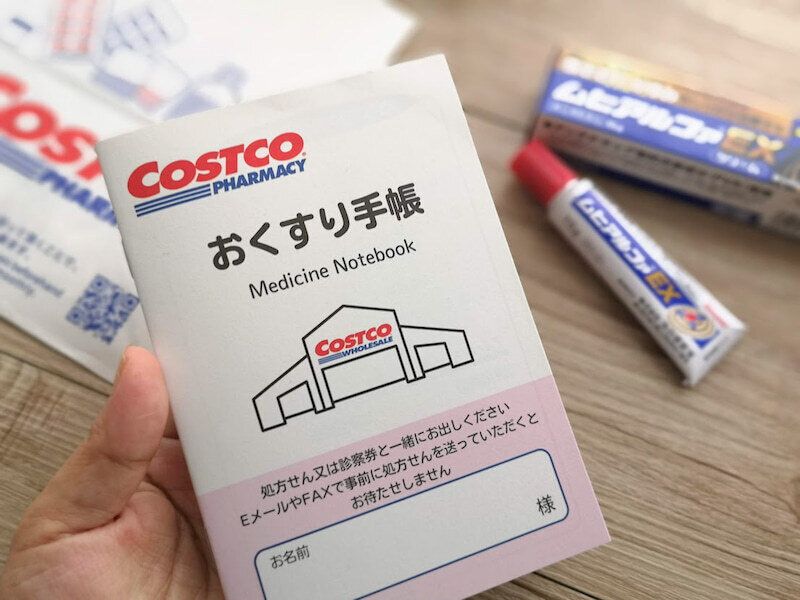 COSTCO
PHARMACY
おくすり手帳
Medicine Notebook
COSTCO
WHOLESALE
処方せん又は診察券と一緒にお出しください
EメールやFAXで事前に処方せんを送っていただくと
お待たせしません
お名前
様
COST
PHARMA
ムヒアルファEX
ムヒアルファEX